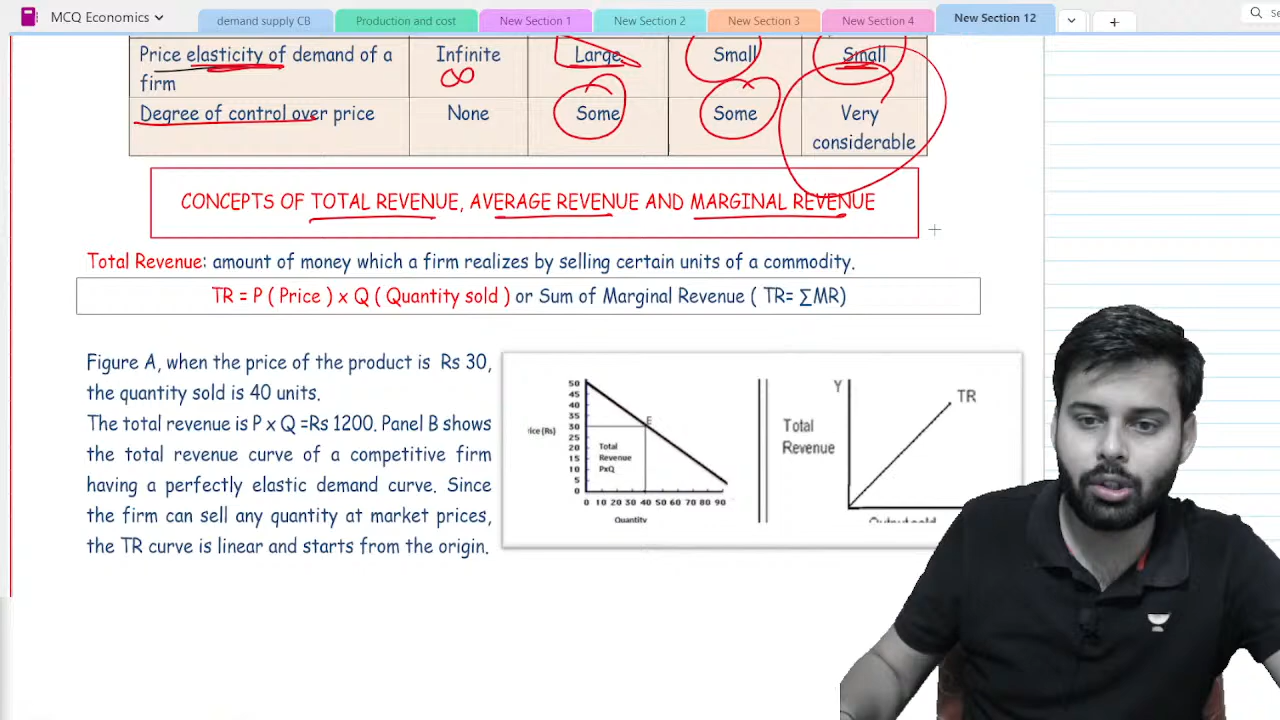 MCQ Economics
demand supply CB
Production and cost
New Section 1
New Section 2
New Section 3
New Section 4
New Section 12
+
Price elasticity of demand of a firm
Infinite
∞
Large
Small
Small
Degree of control over price
None
Some
Some
Very considerable
CONCEPTS OF TOTAL REVENUE, AVERAGE REVENUE AND MARGINAL REVENUE
Total Revenue: amount of money which a firm realizes by selling certain units of a commodity.
TR = P ( Price ) x Q ( Quantity sold ) or Sum of Marginal Revenue ( TR= ∑MR)
Figure A, when the price of the product is Rs 30,
the quantity sold is 40 units.
The total revenue is P x Q =Rs 1200. Panel B shows
the total revenue curve of a competitive firm
having a perfectly elastic demand curve. Since
the firm can sell any quantity at market prices,
the TR curve is linear and starts from the origin.
50
45
40
35
30
25
20
15
10
5
0
E
Total
Revenue
PxQ
0 10 20 30 40 50 60 70 80 90
Quantity
Y
TR
Total
Revenue